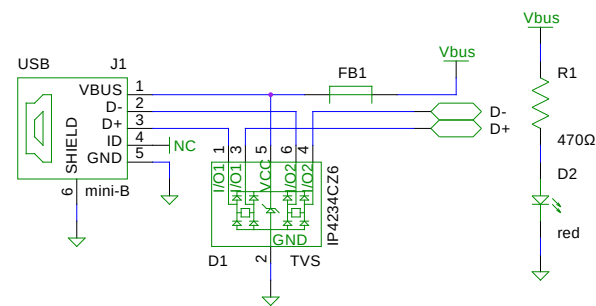 Vbus
USB
J1
Vbus
FB1
R1
VBUS
1
D-
2
D-
D+
3
D+
ID
4
NC
GND
5
SHIELD
6
mini-B
470Ω
1
3
5
6
4
I/O1
I/O1
VCC
I/O2
I/O2
IP4234CZ6
D2
red
GND
D1
2
TVS